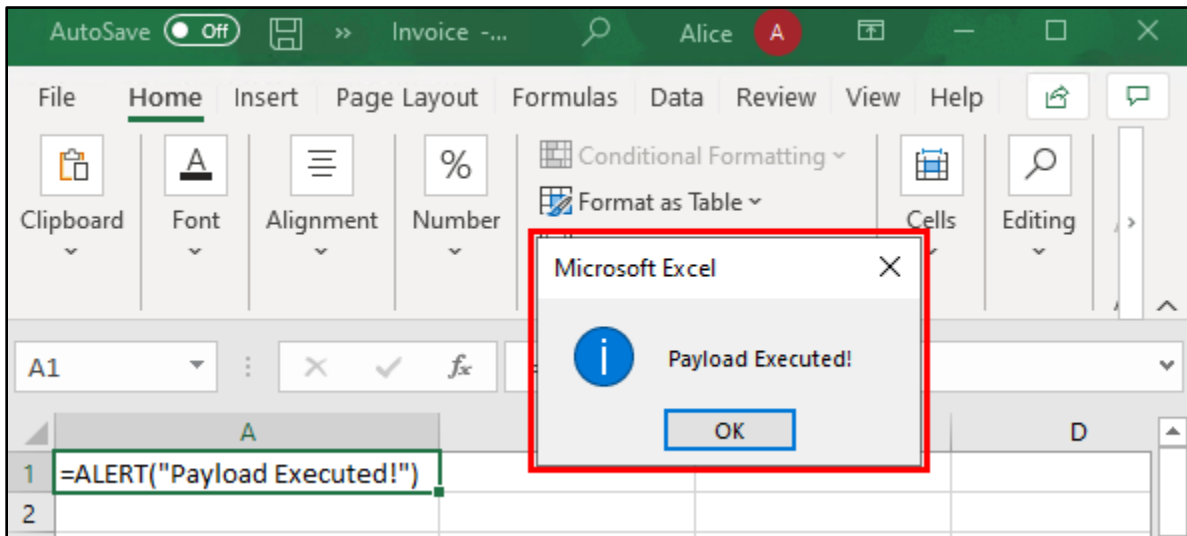 AutoSave Off Invoice -... Alice A
File Home Insert Page Layout Formulas Data Review View Help
A % Conditional Formatting
Format as Table
Clipboard Font Alignment Number Cells Editing
Microsoft Excel
i Payload Executed!
OK
A1 fx
A D
1 =ALERT("Payload Executed!")
2